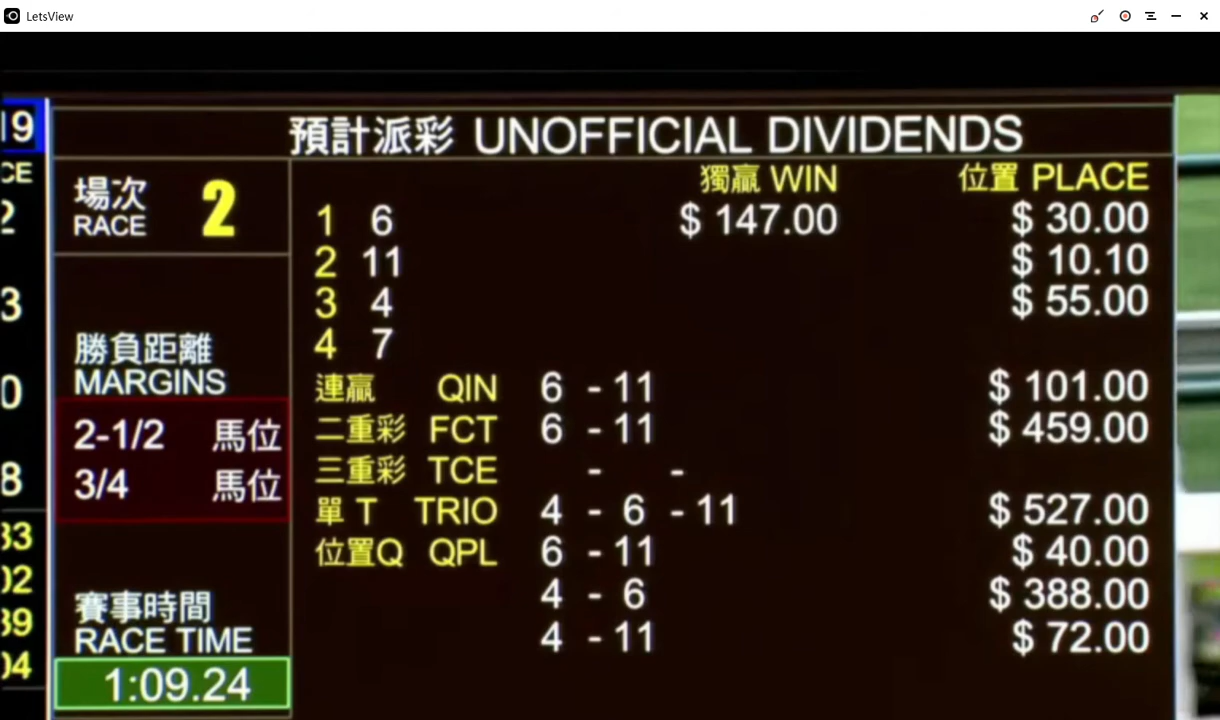 LetsView
預計派彩 UNOFFICIAL DIVIDENDS
場次
RACE 2
獨贏 WIN 位置 PLACE
1 6 $ 147.00 $ 30.00
2 11 $ 10.10
3 4 $ 55.00
4 7
連贏 QIN 6 - 11 $ 101.00
二重彩 FCT 6 - 11 $ 459.00
三重彩 TCE - -
單T TRIO 4 - 6 - 11 $ 527.00
位置Q QPL 6 - 11 $ 40.00
4 - 6 $ 388.00
4 - 11 $ 72.00
勝負距離
MARGINS
2-1/2 馬位
3/4 馬位
賽事時間
RACE TIME
1:09.24